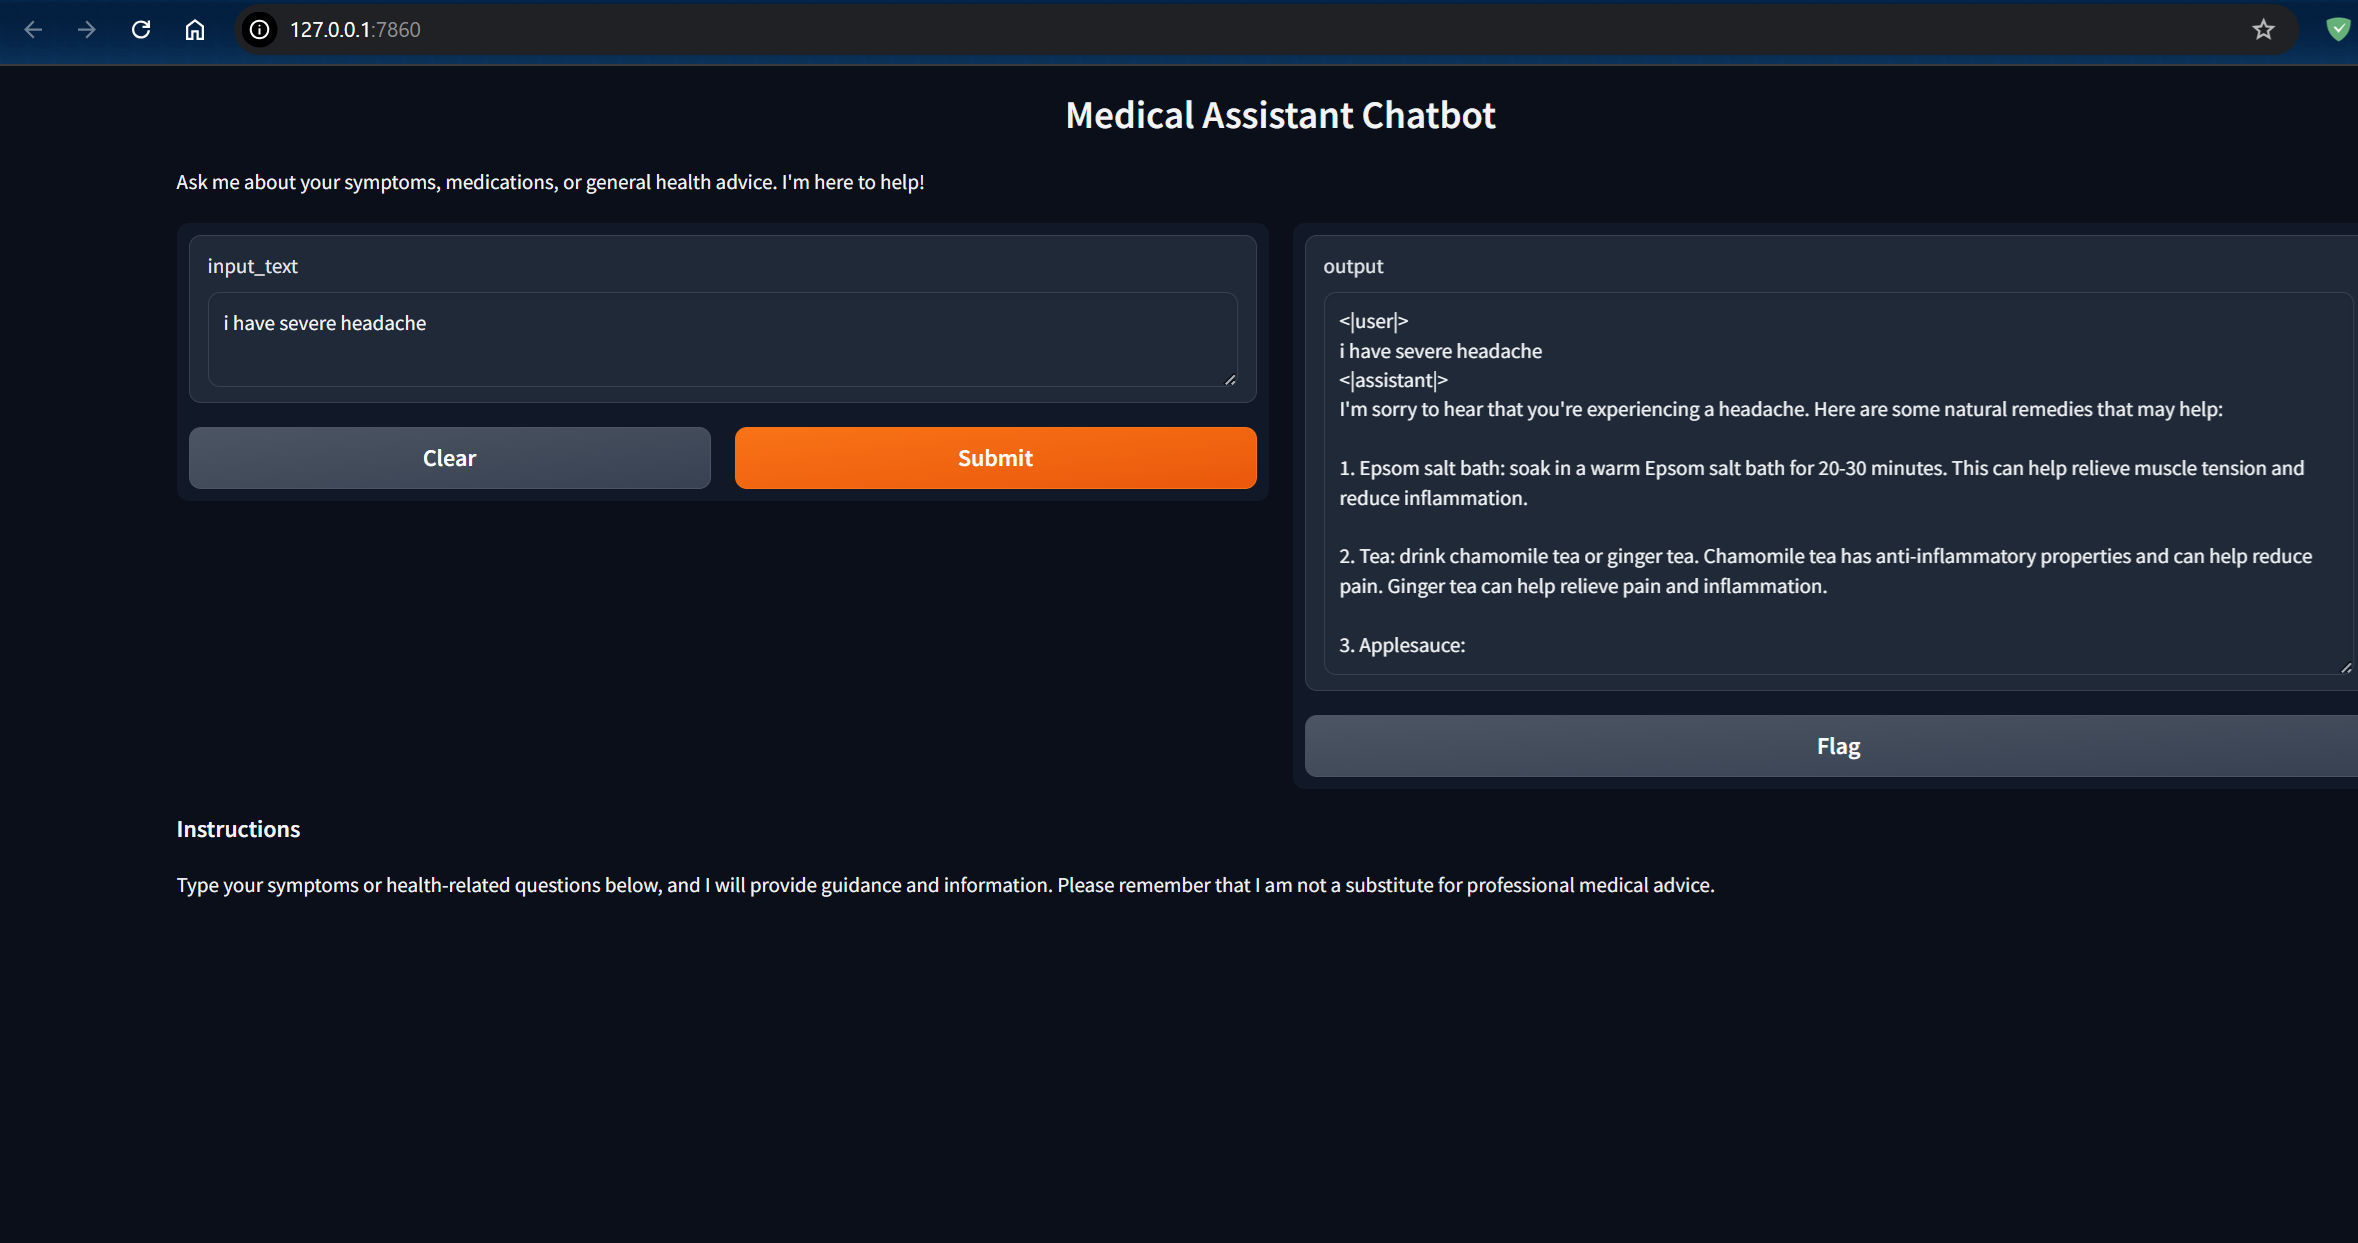 127.0.0.1:7860
Medical Assistant Chatbot
Ask me about your symptoms, medications, or general health advice. I'm here to help!
input_text
i have severe headache
Clear
Submit
output
<|user|>
i have severe headache
<|assistant|>
I'm sorry to hear that you're experiencing a headache. Here are some natural remedies that may help:
1. Epsom salt bath: soak in a warm Epsom salt bath for 20-30 minutes. This can help relieve muscle tension and
reduce inflammation.
2. Tea: drink chamomile tea or ginger tea. Chamomile tea has anti-inflammatory properties and can help reduce
pain. Ginger tea can help relieve pain and inflammation.
3. Applesauce:
Flag
Instructions
Type your symptoms or health-related questions below, and I will provide guidance and information. Please remember that I am not a substitute for professional medical advice.